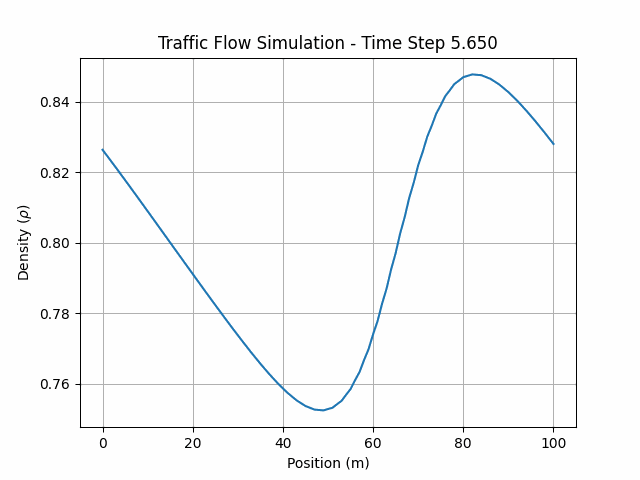 Traffic Flow Simulation - Time Step 5.650
0.84
0.82
0.80
0.78
0.76
Density (ρ)
0 20 40 60 80 100
Position (m)